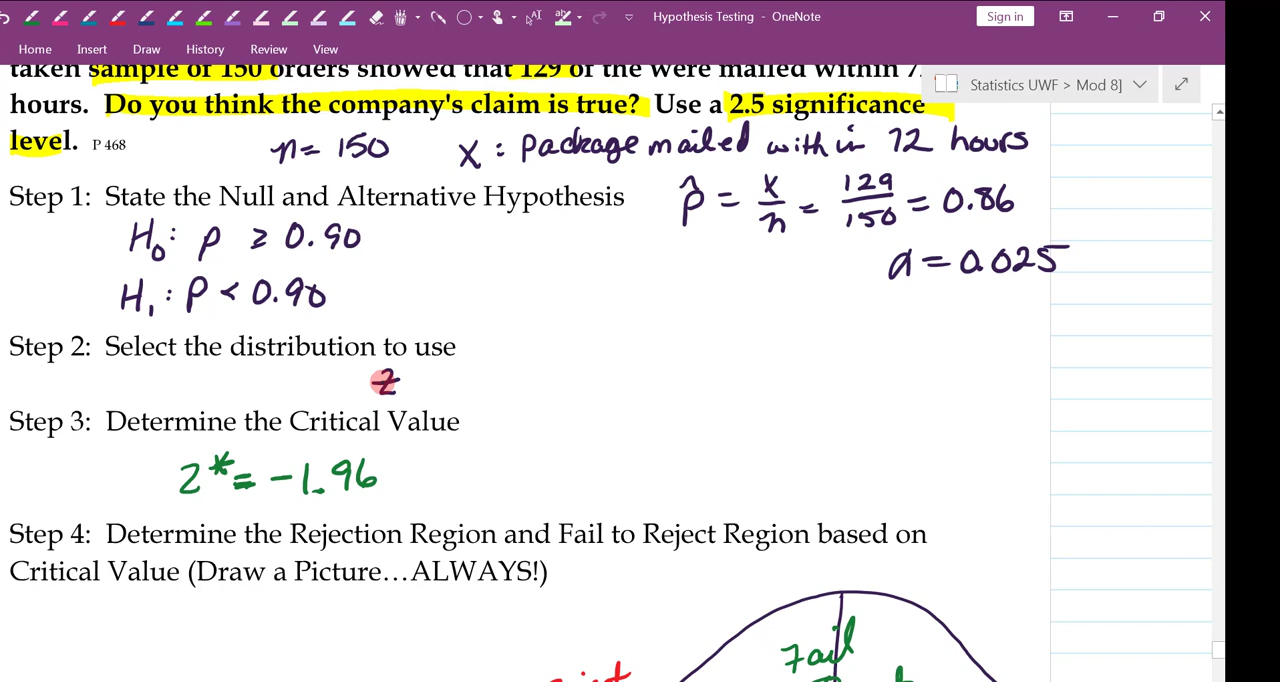 Hypothesis Testing - OneNote
Sign in
Home Insert Draw History Review View
taken sample of 150 orders showed that 129 of the were mailed within 7
Statistics UWF > Mod 8]
hours. Do you think the company's claim is true? Use a 2.5 significance
level. P 468
n = 150 x : package mailed within 72 hours
Step 1: State the Null and Alternative Hypothesis
p̂ = x/n = 129/150 = 0.86
H₀ : p ≥ 0.90
α = 0.025
H₁ : p < 0.90
Step 2: Select the distribution to use
z
Step 3: Determine the Critical Value
z* = -1.96
Step 4: Determine the Rejection Region and Fail to Reject Region based on
Critical Value (Draw a Picture…ALWAYS!)
Fail